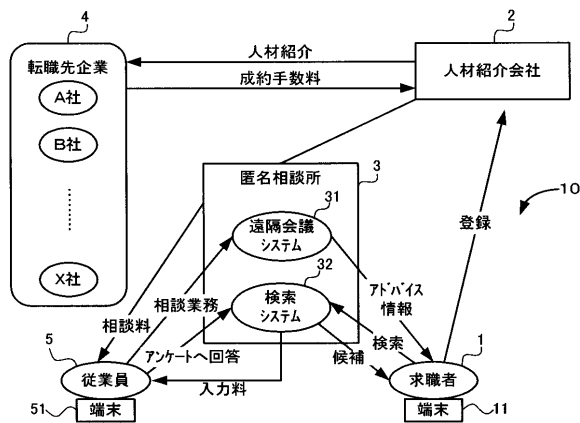 4
転職先企業
A社
B社
X社
人材紹介
成約手数料
2
人材紹介会社
3
匿名相談所
31
遠隔会議
システム
32
検索
システム
10
登録
相談料
相談業務
アンケートへ回答
入力料
アドバイス
情報
検索
候補
5
従業員
51
端末
1
求職者
端末
11